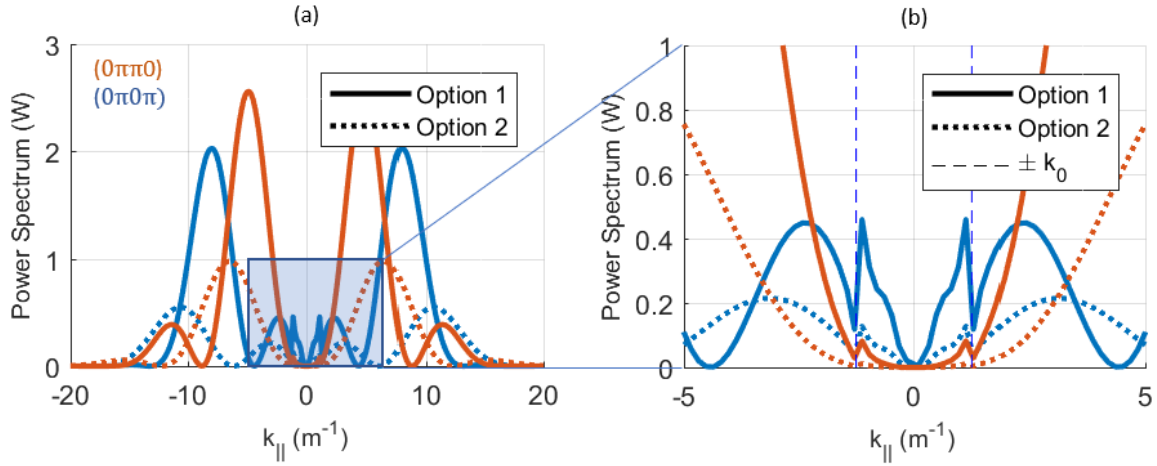 (a)
Power Spectrum (W)
3
2
1
0
(0ππ0)
(0π0π)
Option 1
Option 2
-20
-10
0
10
20
k|| (m-1)
(b)
Power Spectrum (W)
1
0.8
0.6
0.4
0.2
0
Option 1
Option 2
± k0
-5
0
5
k|| (m-1)